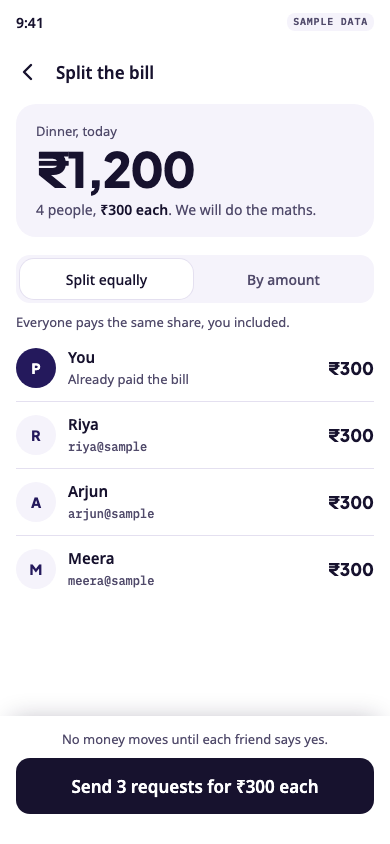 9:41
SAMPLE DATA
Split the bill
Dinner, today
₹1,200
4 people, ₹300 each. We will do the maths.
Split equally
By amount
Everyone pays the same share, you included.
P
You
Already paid the bill
₹300
R
Riya
riya@sample
₹300
A
Arjun
arjun@sample
₹300
M
Meera
meera@sample
₹300
No money moves until each friend says yes.
Send 3 requests for ₹300 each